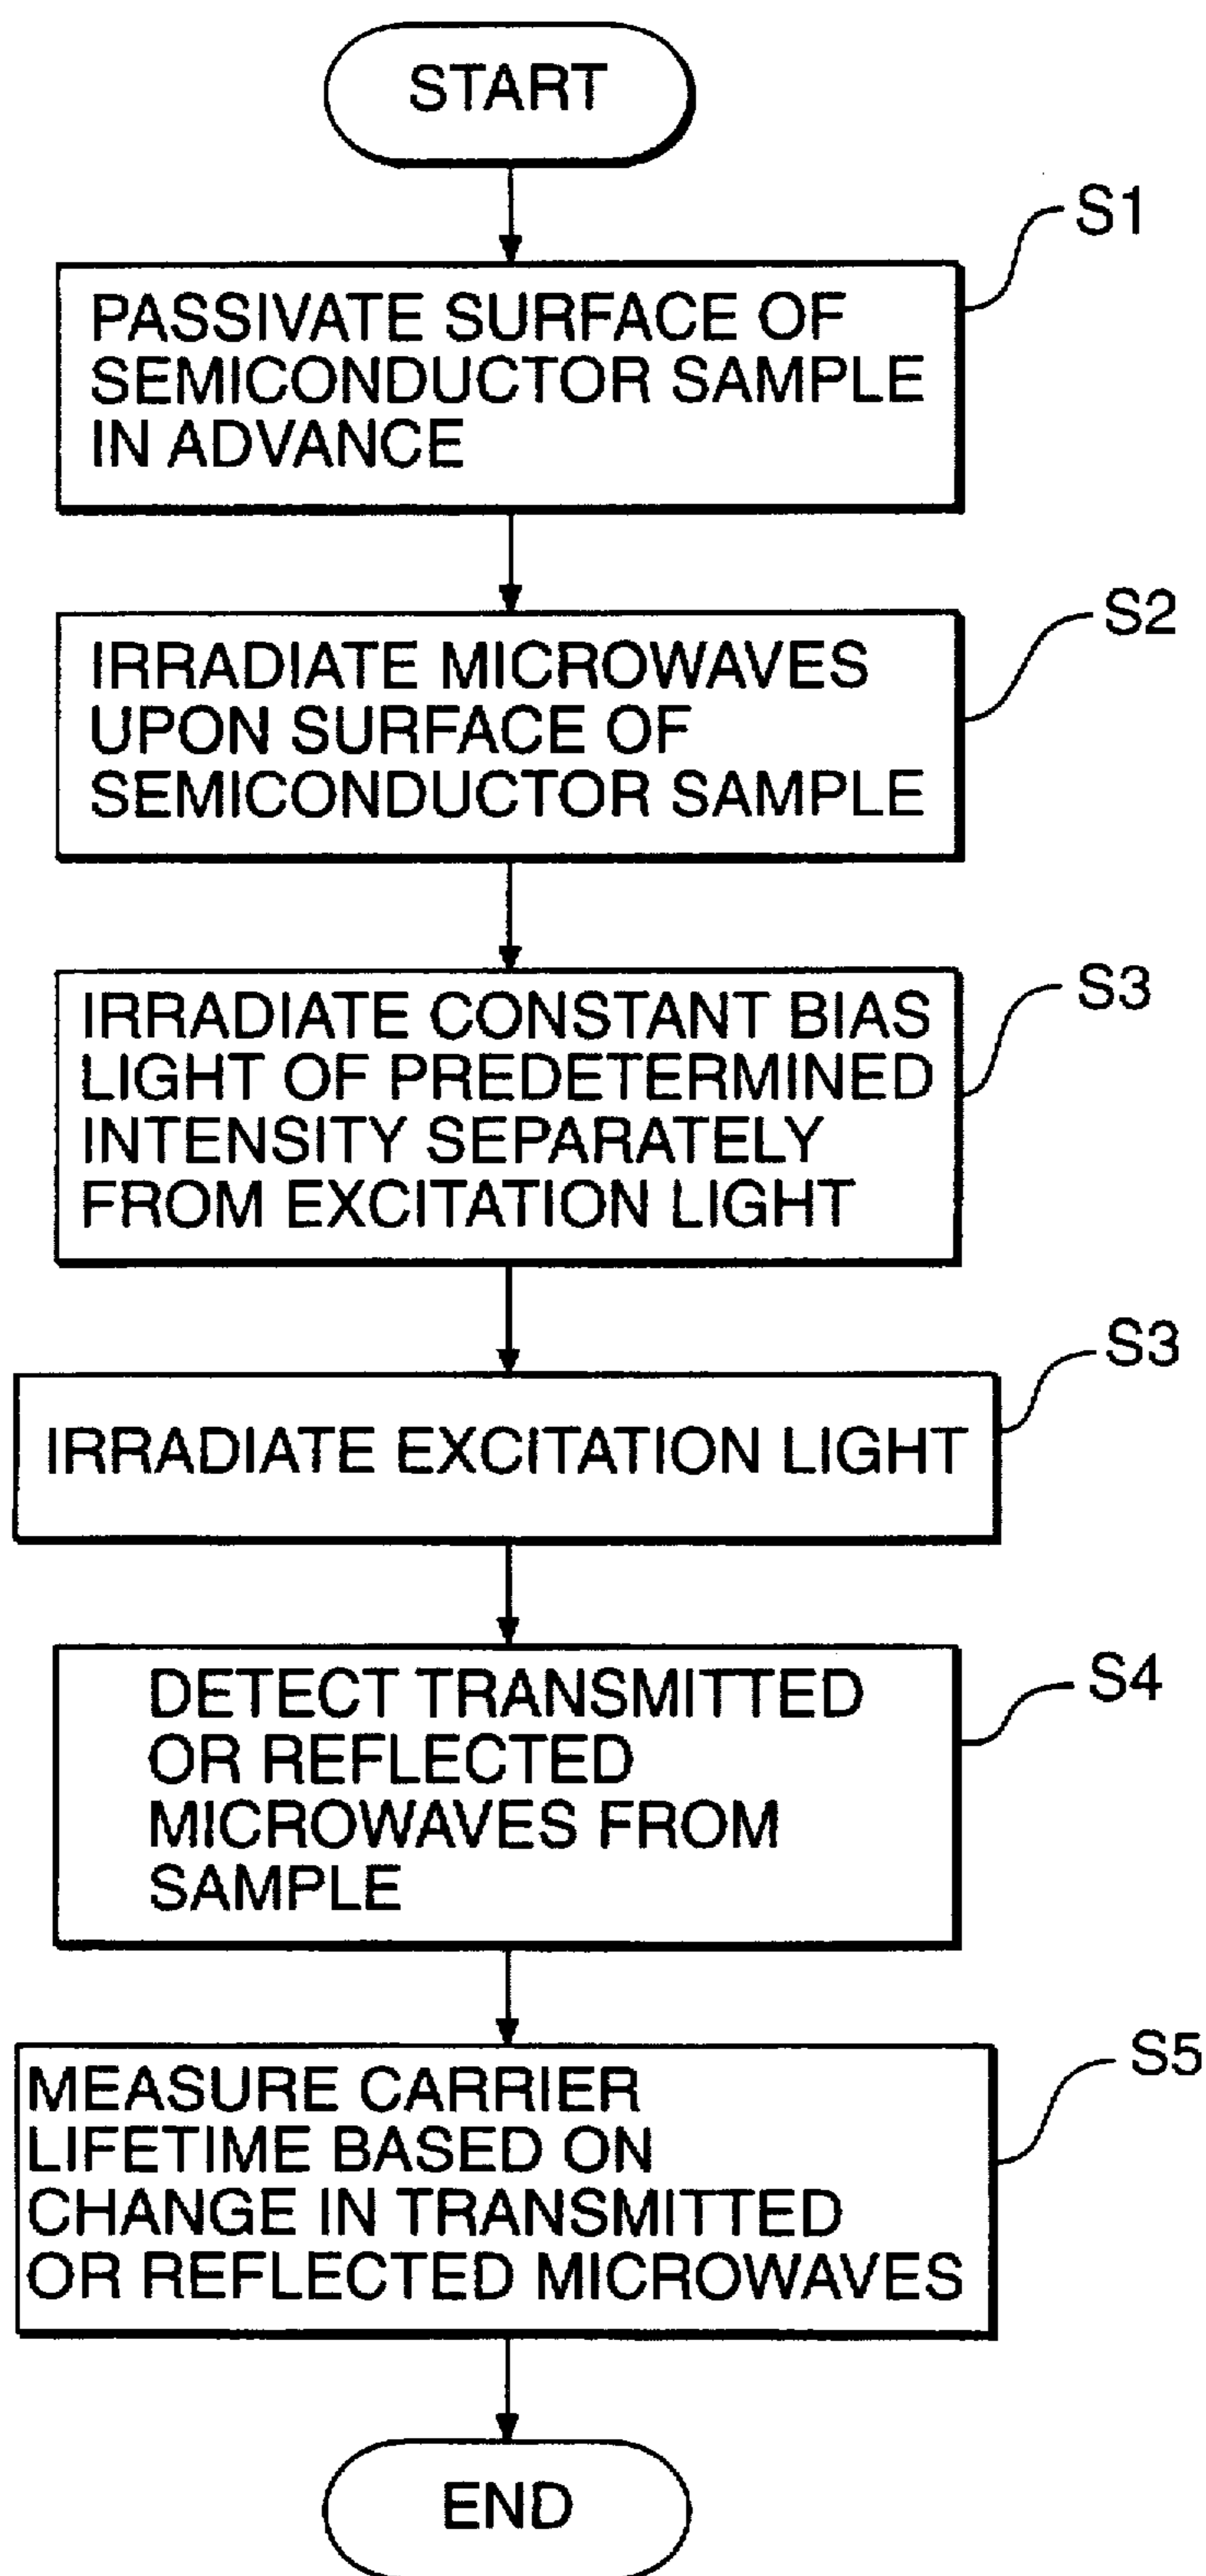 START
S1
PASSIVATE SURFACE OF
SEMICONDUCTOR SAMPLE
IN ADVANCE
S2
IRRADIATE MICROWAVES
UPON SURFACE OF
SEMICONDUCTOR SAMPLE
S3
IRRADIATE CONSTANT BIAS
LIGHT OF PREDETERMINED
INTENSITY SEPARATELY
FROM EXCITATION LIGHT
S3
IRRADIATE EXCITATION LIGHT
S4
DETECT TRANSMITTED
OR REFLECTED
MICROWAVES FROM
SAMPLE
S5
MEASURE CARRIER
LIFETIME BASED ON
CHANGE IN TRANSMITTED
OR REFLECTED MICROWAVES
END